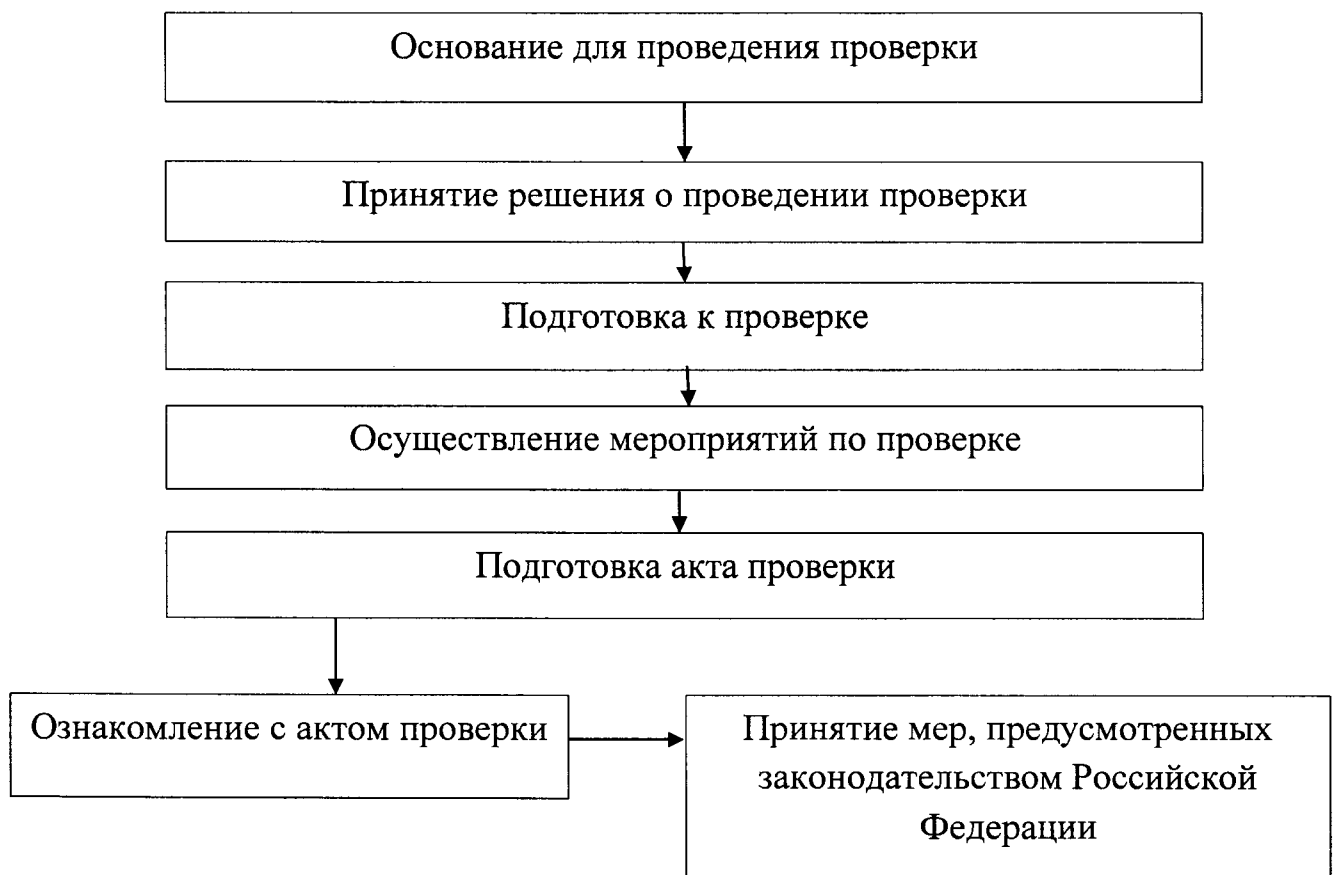 Основание для проведения проверки
Принятие решения о проведении проверки
Подготовка к проверке
Осуществление мероприятий по проверке
Подготовка акта проверки
Ознакомление с актом проверки
Принятие мер, предусмотренных
законодательством Российской
Федерации